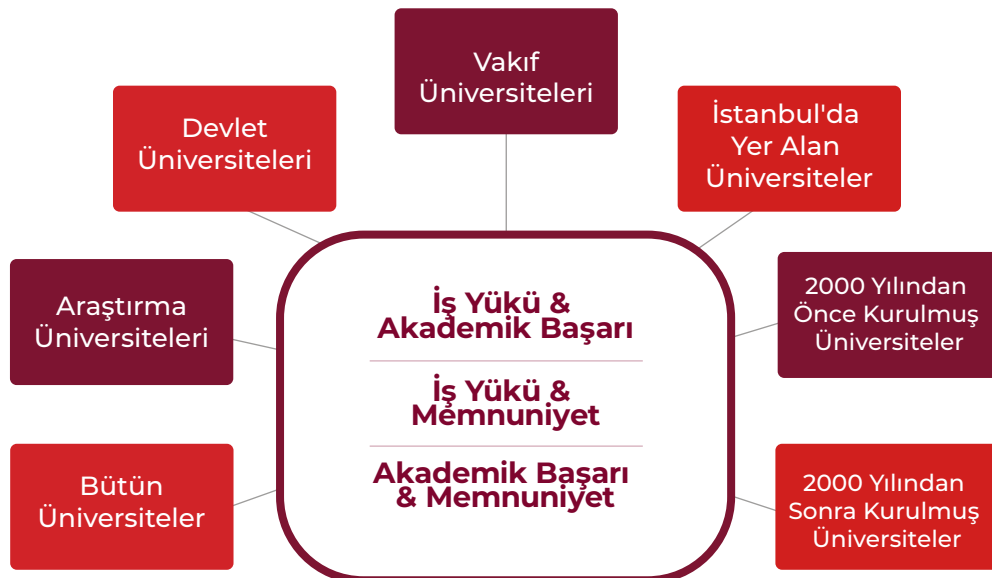 Vakıf
Üniversiteleri
Devlet
Üniversiteleri
İstanbul'da
Yer Alan
Üniversiteler
Araştırma
Üniversiteleri
2000 Yılından
Önce Kurulmuş
Üniversiteler
İş Yükü &
Akademik Başarı
İş Yükü &
Memnuniyet
Akademik Başarı
& Memnuniyet
Bütün
Üniversiteler
2000 Yılından
Sonra Kurulmuş
Üniversiteler